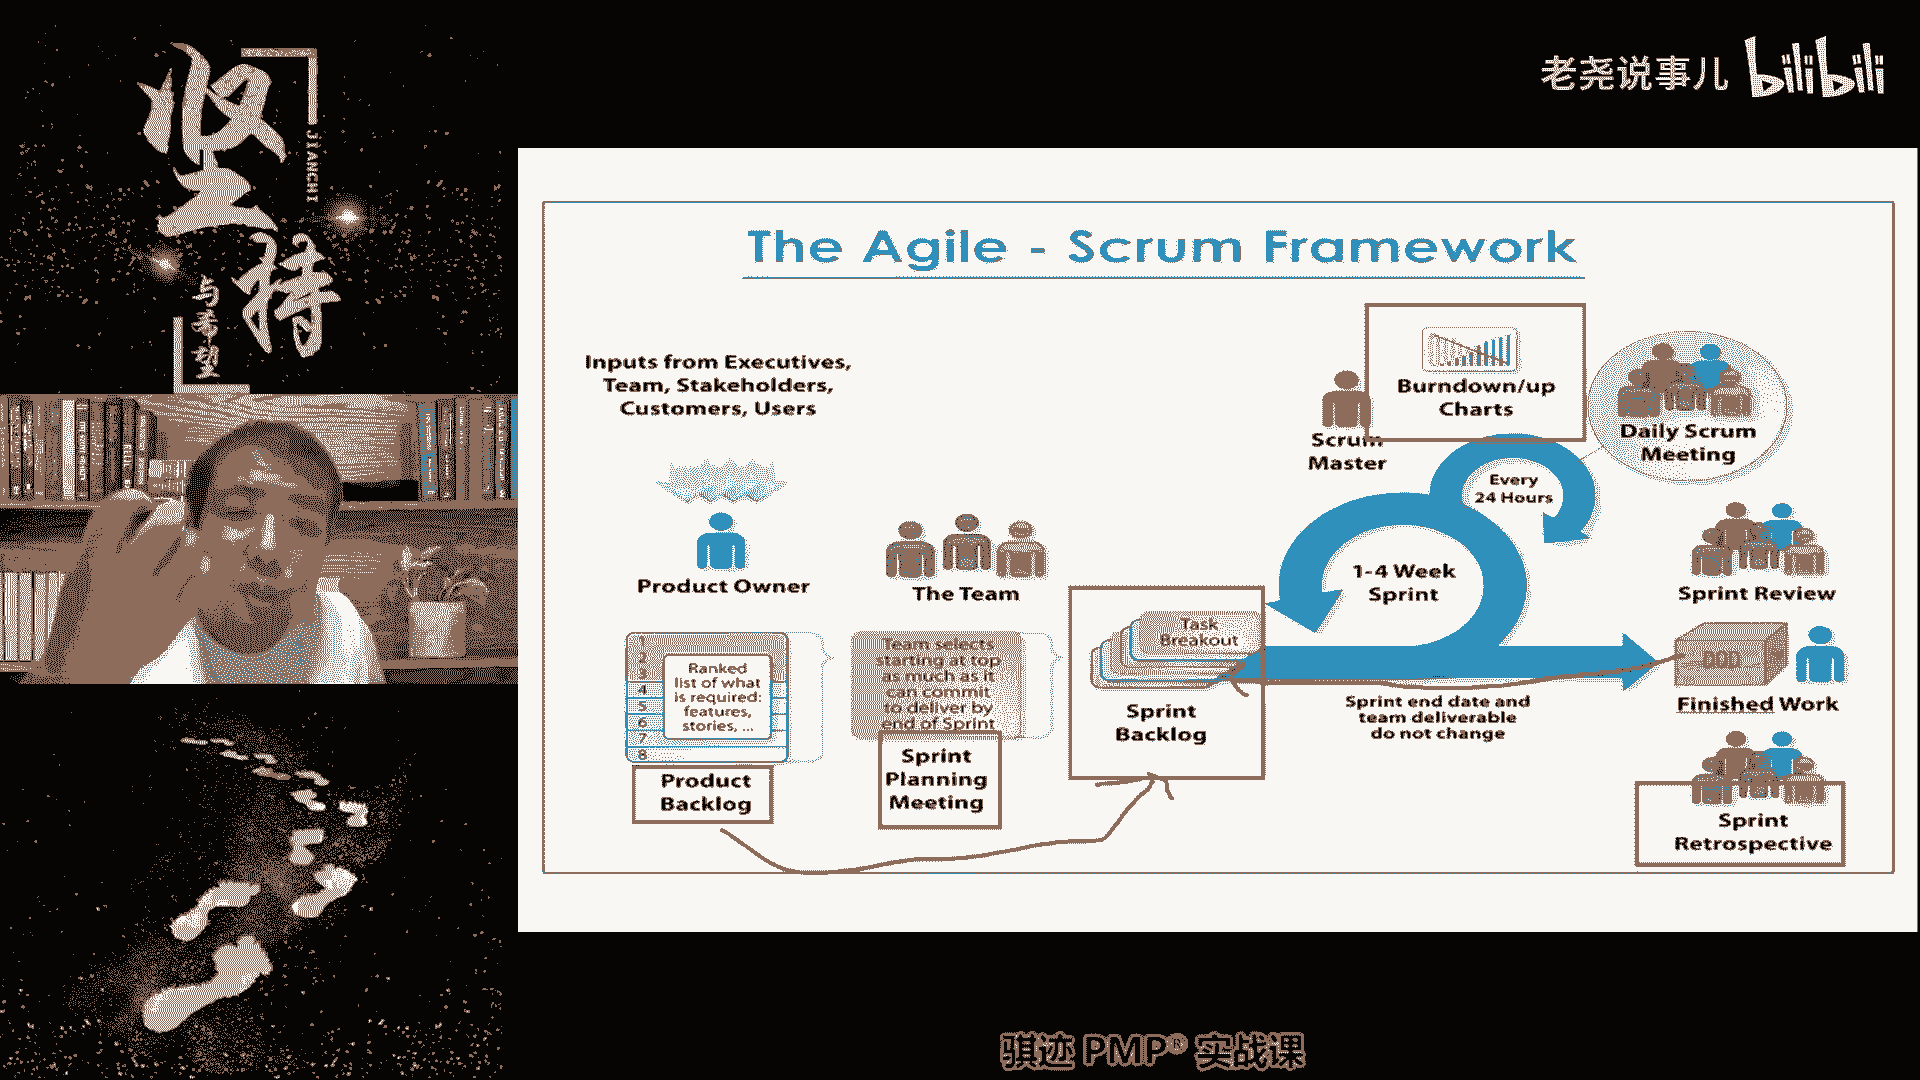 坚持
JIANCHI
与希望
老尧说事儿 bilibili
The Agile - Scrum Framework
Inputs from Executives,
Team, Stakeholders,
Customers, Users
Product Owner
The Team
1
2
3
4
5
6
7
8
Ranked
list of what
is required:
features,
stories, ...
Product
Backlog
Team selects
starting at top
as much as it
can commit
to deliver by
end of Sprint
Sprint
Planning
Meeting
Task
Breakout
Sprint
Backlog
Scrum
Master
Burndown/up
Charts
Daily Scrum
Meeting
Every
24 Hours
1-4 Week
Sprint
Sprint end date and
team deliverable
do not change
Sprint Review
Finished Work
Sprint
Retrospective
骐迹 PMP® 实战课